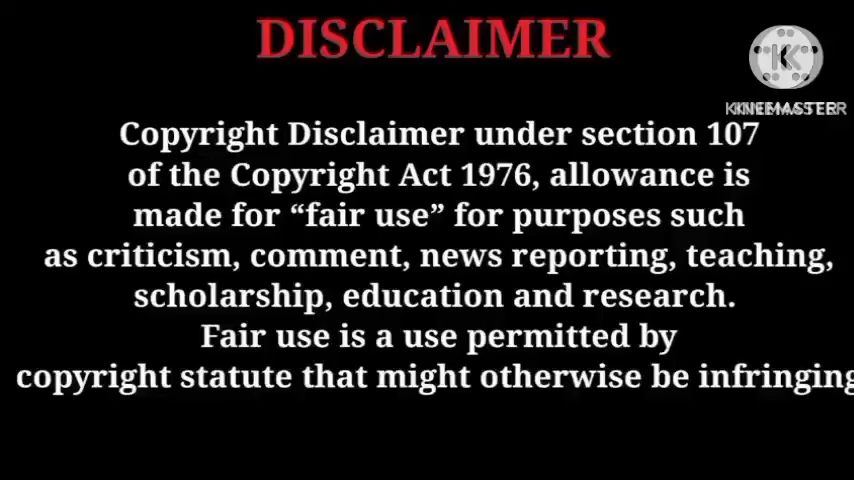 DISCLAIMER
KINEMASTER
Copyright Disclaimer under section 107
of the Copyright Act 1976, allowance is
made for “fair use” for purposes such
as criticism, comment, news reporting, teaching,
scholarship, education and research.
Fair use is a use permitted by
copyright statute that might otherwise be infringing